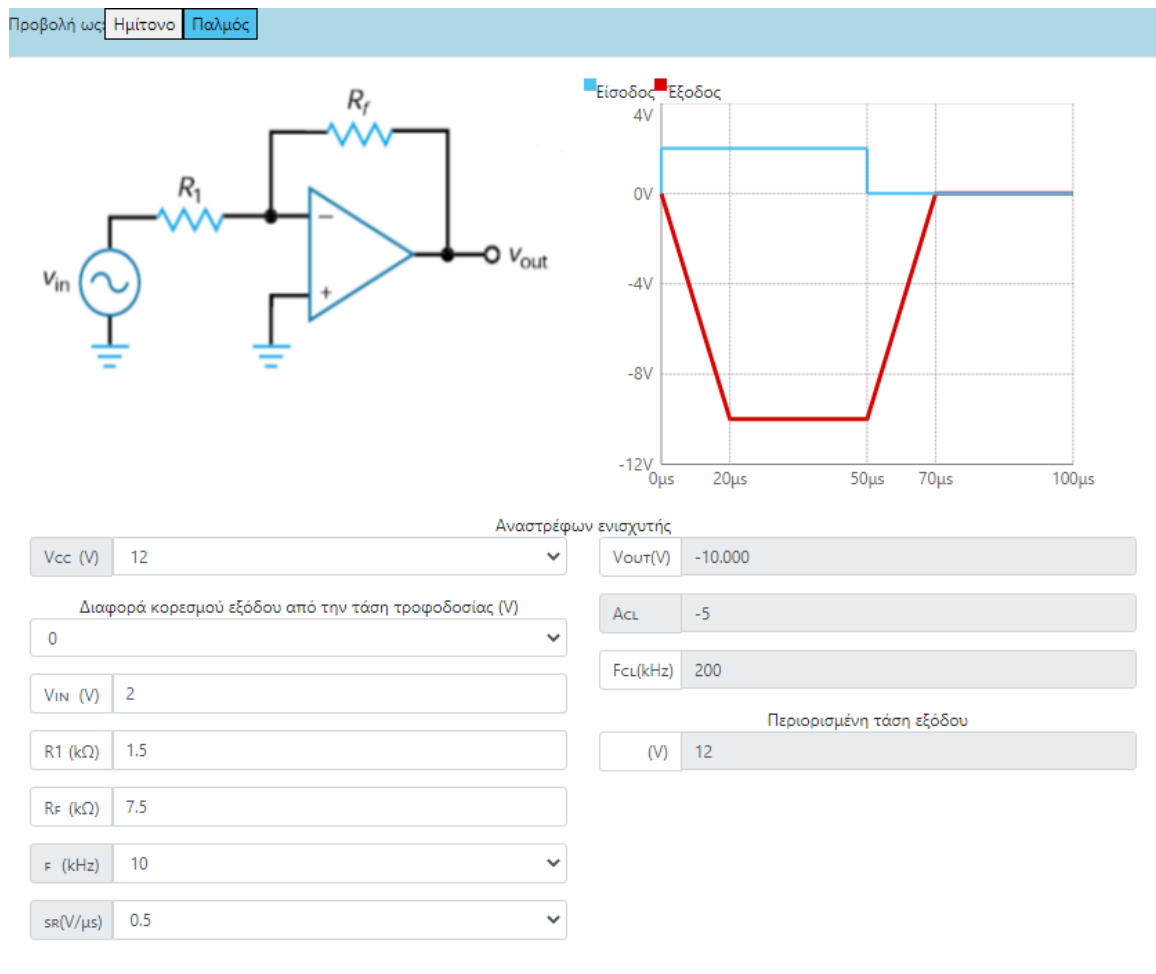 Προβολή ως: Ημίτονο Παλμός
Είσοδος Έξοδος
Rf
R1
vin
−
+
vout
4V
0V
-4V
-8V
-12V
0μs 20μs 50μs 70μs 100μs
Αναστρέφων ενισχυτής
Vcc (V) 12
Διαφορά κορεσμού εξόδου από την τάση τροφοδοσίας (V)
0
VIN (V) 2
R1 (kΩ) 1.5
RF (kΩ) 7.5
F (kHz) 10
SR(V/μs) 0.5
VOUT(V) -10.000
ACL -5
FCL(kHz) 200
Περιορισμένη τάση εξόδου
(V) 12